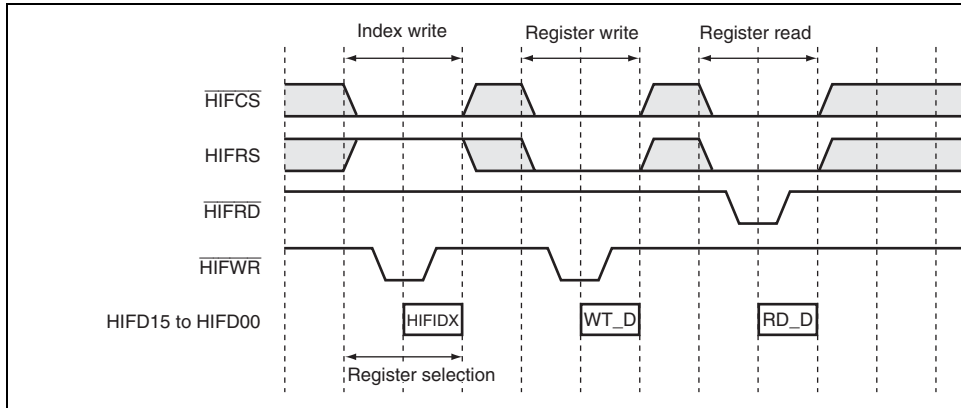 Index write
Register write
Register read
HIFCS
HIFRS
HIFRD
HIFWR
HIFD15 to HIFD00
HIFIDX
WT_D
RD_D
Register selection